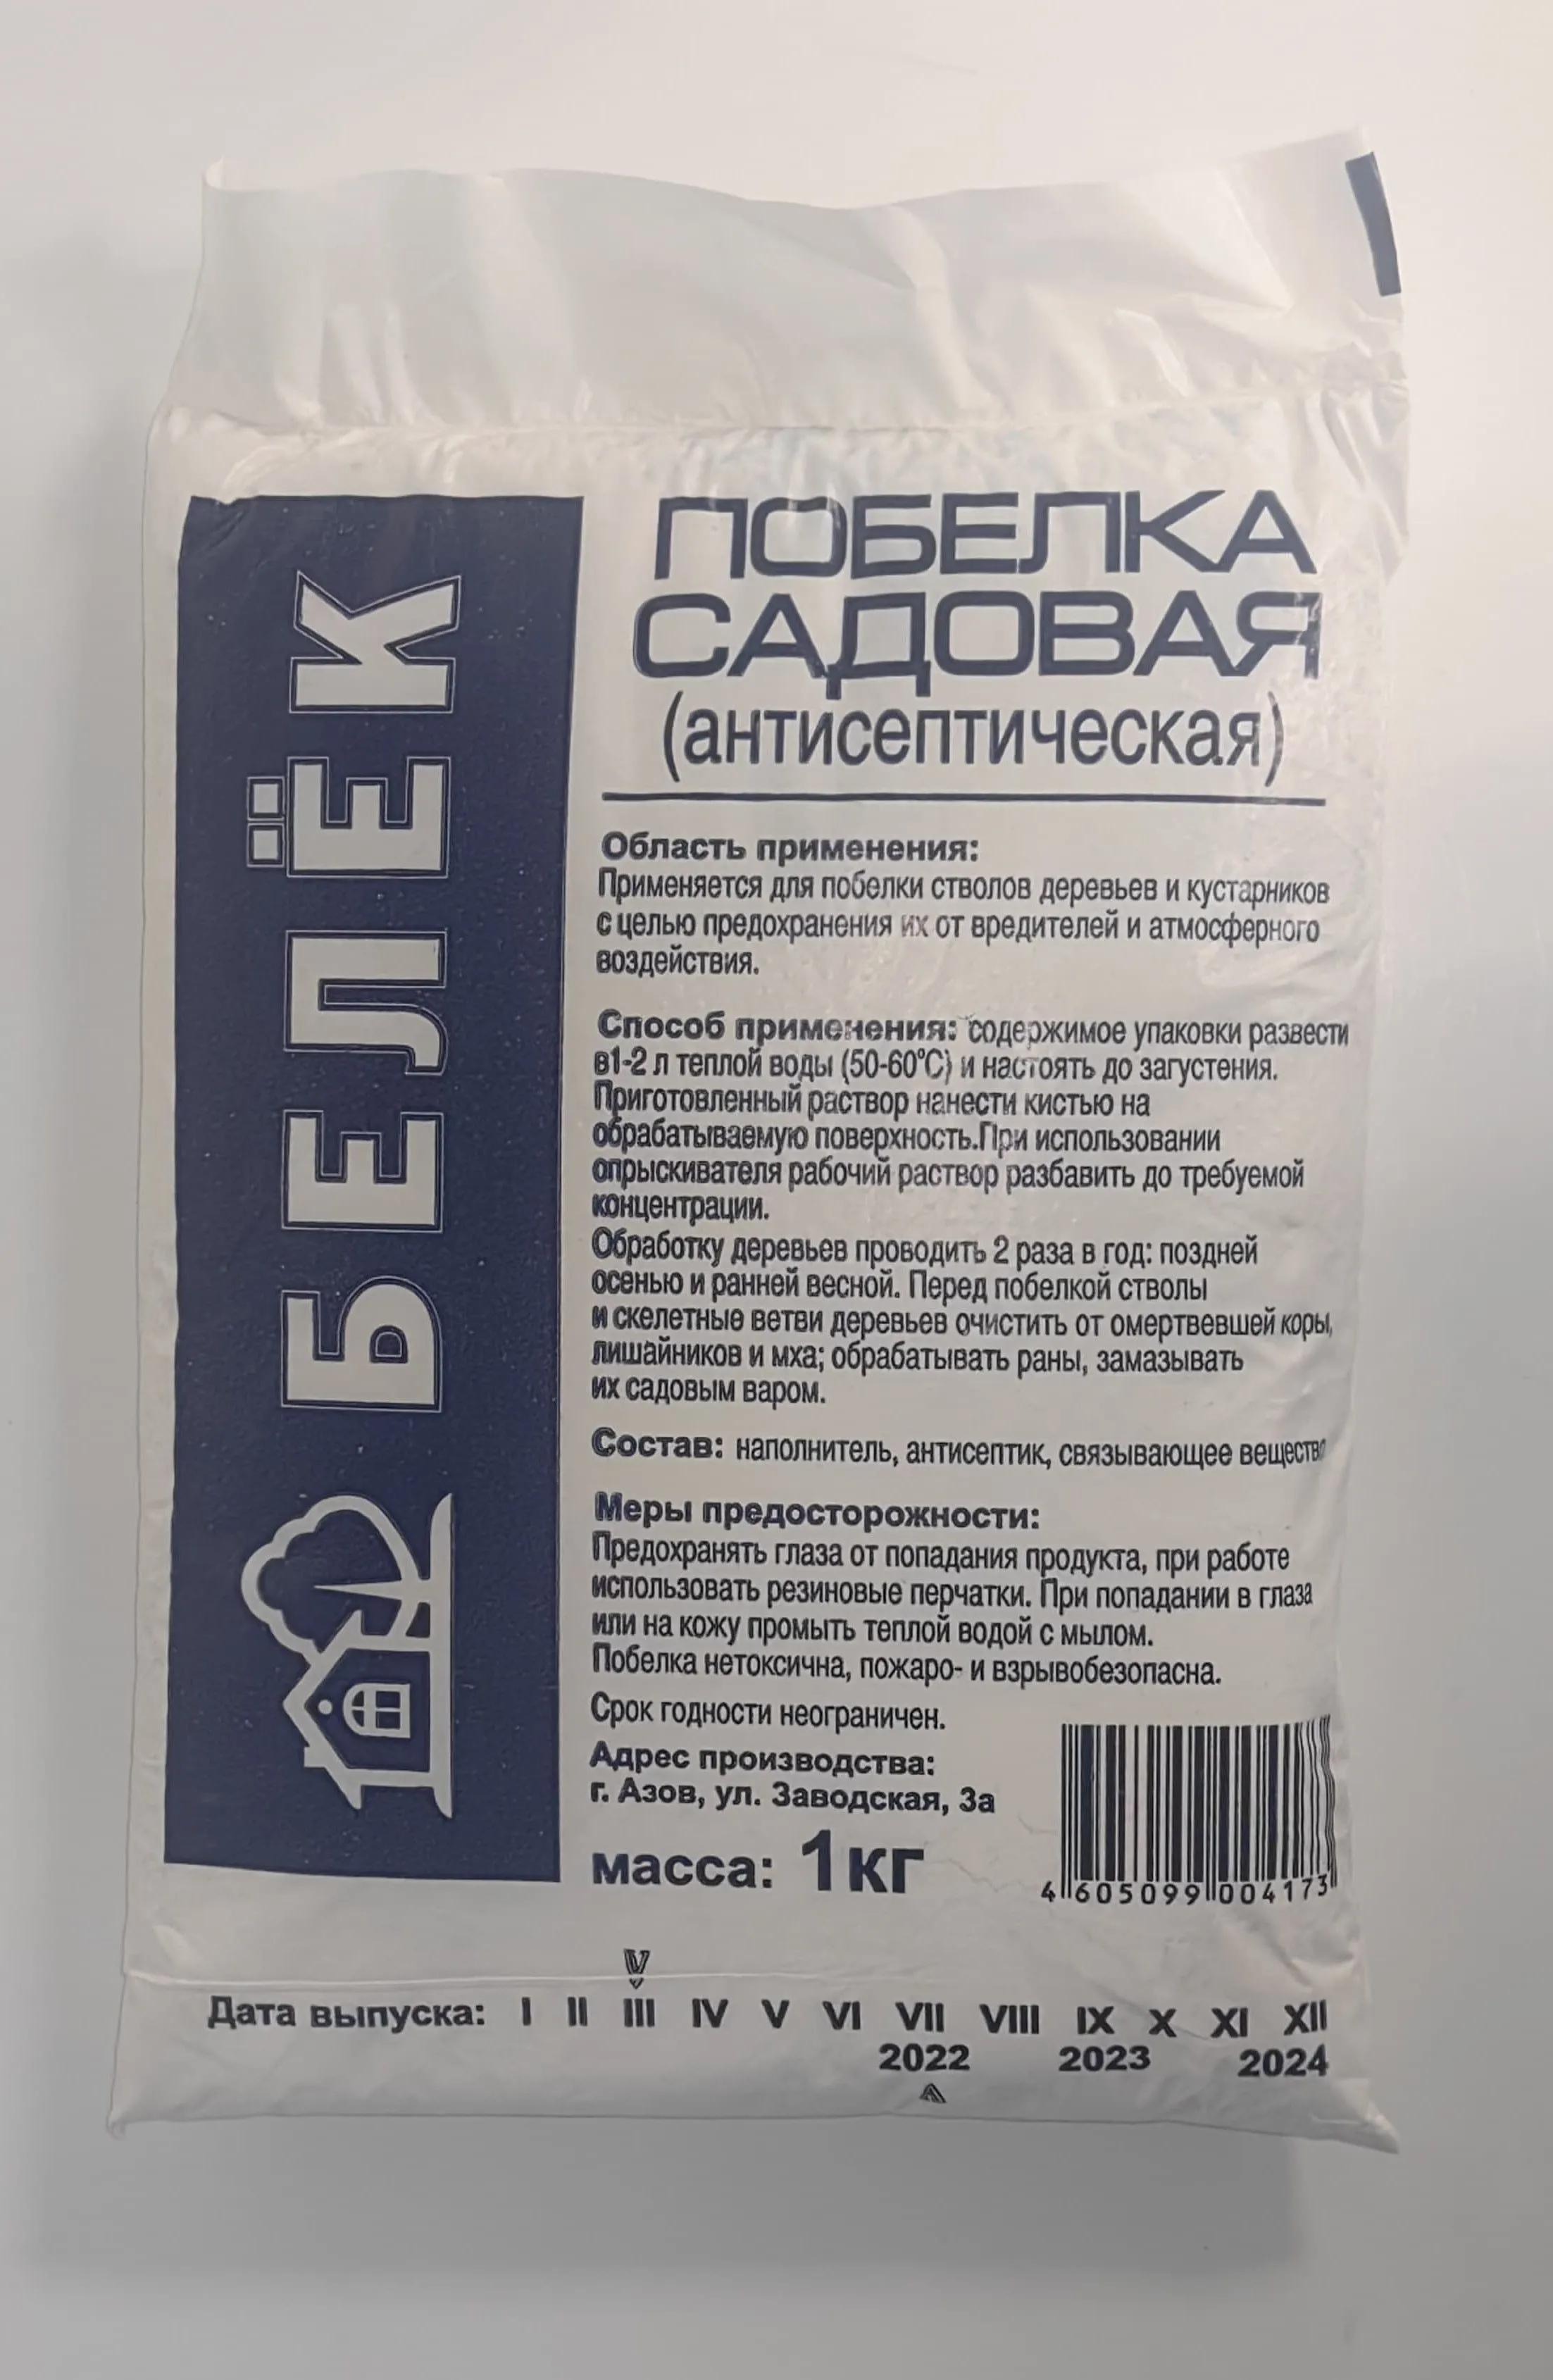 БЕЛЁК
ПОБЕЛКА
САДОВАЯ
(антисептическая)
Область применения:
Применяется для побелки стволов деревьев и кустарников
с целью предохранения их от вредителей и атмосферного
воздействия.
Способ применения: содержимое упаковки развести
в1-2 л теплой воды (50-60°С) и настоять до загустения.
Приготовленный раствор нанести кистью на
обрабатываемую поверхность.При использовании
опрыскивателя рабочий раствор разбавить до требуемой
концентрации.
Обработку деревьев проводить 2 раза в год: поздней
осенью и ранней весной. Перед побелкой стволы
и скелетные ветви деревьев очистить от омертвевшей коры,
лишайников и мха; обрабатывать раны, замазывать
их садовым варом.
Состав: наполнитель, антисептик, связывающее вещество
Меры предосторожности:
Предохранять глаза от попадания продукта, при работе
использовать резиновые перчатки. При попадании в глаза
или на кожу промыть теплой водой с мылом.
Побелка нетоксична, пожаро- и взрывобезопасна.
Срок годности неограничен.
Адрес производства:
г. Азов, ул. Заводская, 3а
масса: 1кг
4 605099 004173
V
Дата выпуска: I II III IV V VI VII VIII IX X XI XII
2022 2023 2024